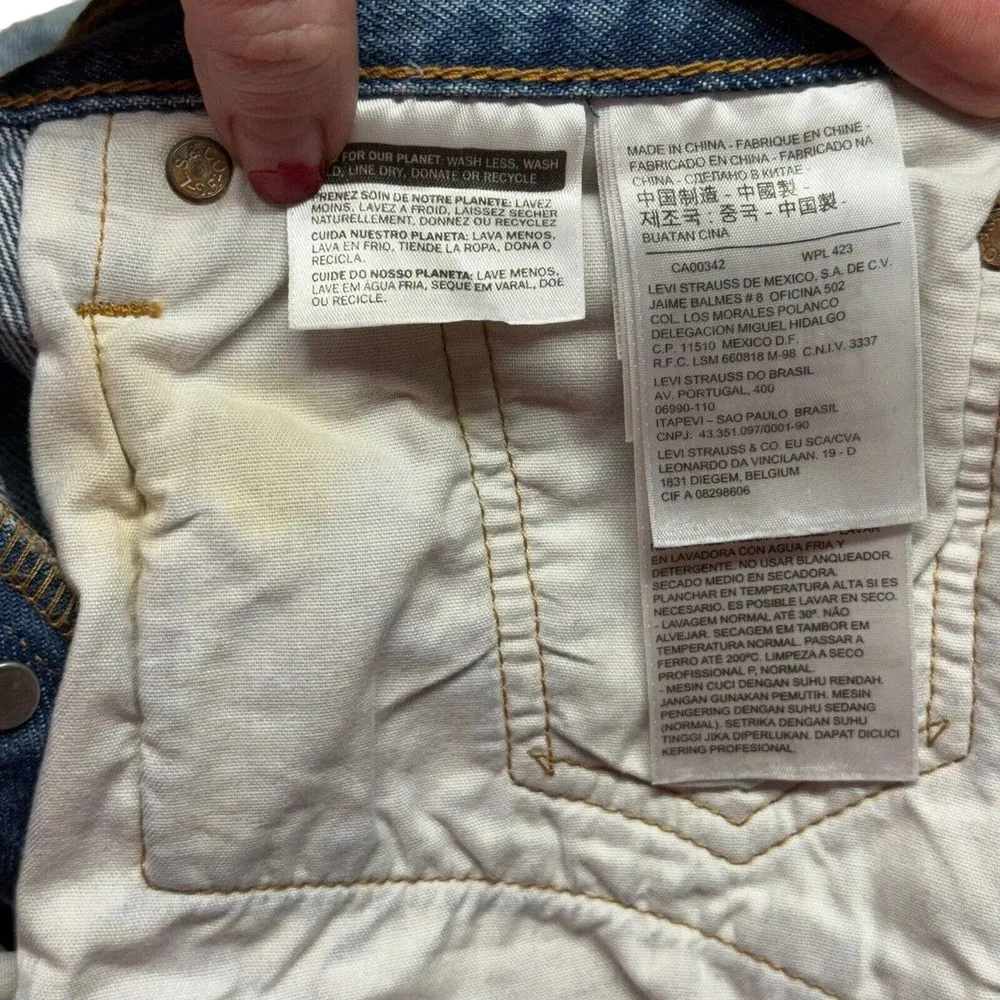 FOR OUR PLANET: WASH LESS, WASH
LINE DRY, DONATE OR RECYCLE
PRENEZ SOIN DE NOTRE PLANETE: LAVEZ
MOINS, LAVEZ A FROID, LAISSEZ SECHER
NATURELLEMENT, DONNEZ OU RECYCLEZ
CUIDA NUESTRO PLANETA: LAVA MENOS,
LAVA EN FRIO, TIENDE LA ROPA, DONA O
RECICLA.
CUIDE DO NOSSO PLANETA: LAVE MENOS,
LAVE EM ÁGUA FRIA, SEQUE EM VARAL, DOE
OU RECICLE.
MADE IN CHINA - FABRIQUE EN CHINE -
FABRICADO EN CHINA - FABRICADO NA
CHINA - СДЕЛАНО В КИТАЕ -
中国制造 - 中國製 -
제조국 : 중국 - 中国製 -
BUATAN CINA
CA00342 WPL 423
LEVI STRAUSS DE MEXICO, S.A. DE C.V.
JAIME BALMES # 8 OFICINA 502
COL. LOS MORALES POLANCO
DELEGACION MIGUEL HIDALGO
C.P. 11510 MEXICO D.F.
R.F.C. LSM 660818 M-98 C.N.I.V. 3337
LEVI STRAUSS DO BRASIL
AV. PORTUGAL, 400
06990-110
ITAPEVI – SAO PAULO BRASIL
CNPJ: 43.351.097/0001-90
LEVI STRAUSS & CO. EU SCA/CVA
LEONARDO DA VINCILAAN. 19 - D
1831 DIEGEM, BELGIUM
CIF A 08298606
LAVAR
EN LAVADORA CON AGUA FRIA Y
DETERGENTE. NO USAR BLANQUEADOR.
SECADO MEDIO EN SECADORA.
PLANCHAR EN TEMPERATURA ALTA SI ES
NECESARIO. ES POSIBLE LAVAR EN SECO.
- LAVAGEM NORMAL ATÉ 30º. NÃO
ALVEJAR. SECAGEM EM TAMBOR EM
TEMPERATURA NORMAL. PASSAR A
FERRO ATÉ 200ºC. LIMPEZA A SECO
PROFISSIONAL P, NORMAL.
- MESIN CUCI DENGAN SUHU RENDAH.
JANGAN GUNAKAN PEMUTIH. MESIN
PENGERING DENGAN SUHU SEDANG
(NORMAL). SETRIKA DENGAN SUHU
TINGGI JIKA DIPERLUKAN. DAPAT DICUCI
KERING PROFESIONAL.